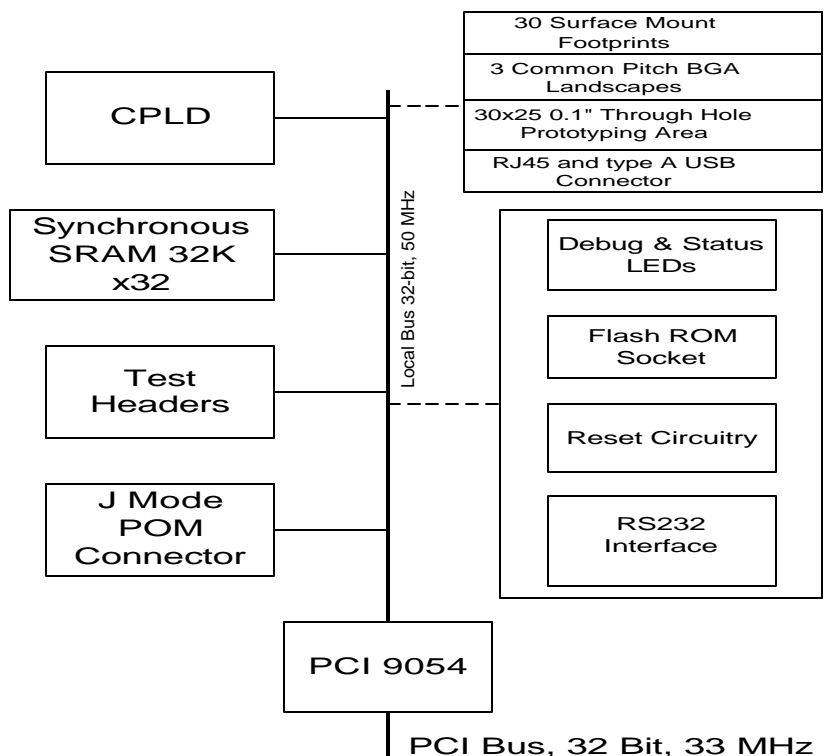 30 Surface Mount
Footprints
3 Common Pitch BGA
Landscapes
30x25 0.1" Through Hole
Prototyping Area
RJ45 and type A USB
Connector
CPLD
Synchronous
SRAM 32K
x32
Test
Headers
J Mode
POM
Connector
Local Bus 32-bit, 50 MHz
Debug & Status
LEDs
Flash ROM
Socket
Reset Circuitry
RS232
Interface
PCI 9054
PCI Bus, 32 Bit, 33 MHz